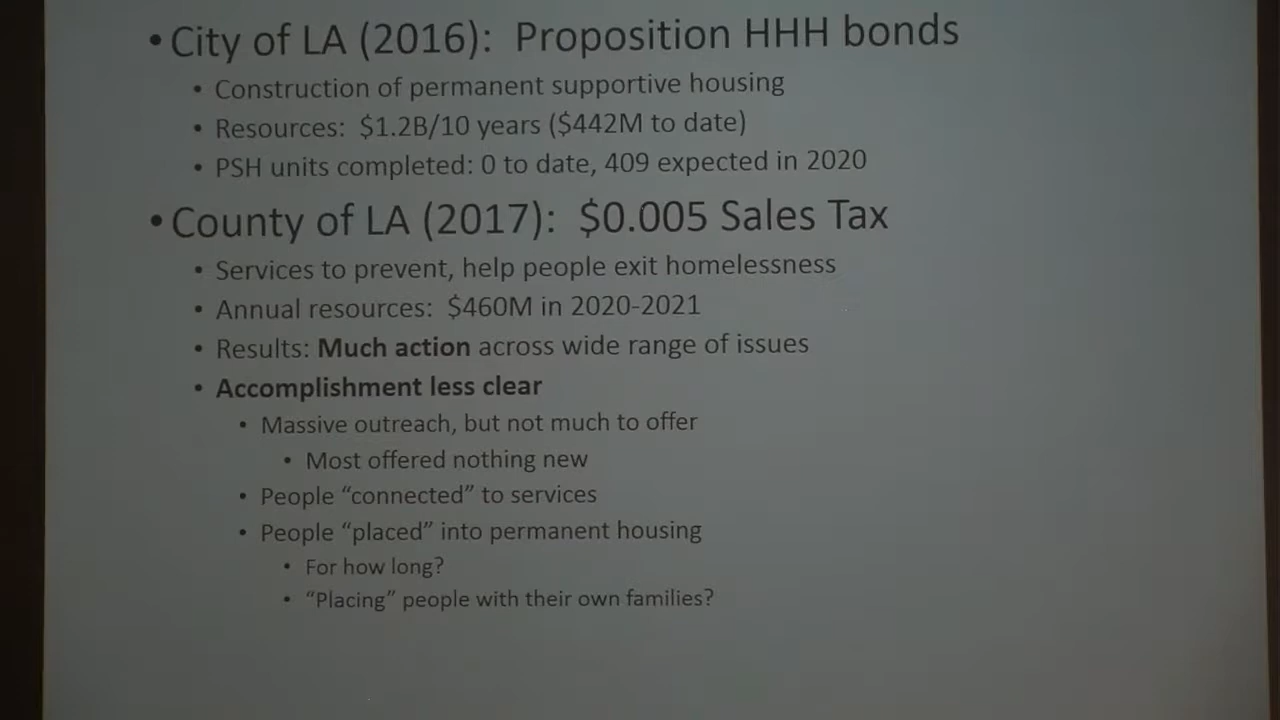 • City of LA (2016): Proposition HHH bonds
• Construction of permanent supportive housing
• Resources: $1.2B/10 years ($442M to date)
• PSH units completed: 0 to date, 409 expected in 2020
• County of LA (2017): $0.005 Sales Tax
• Services to prevent, help people exit homelessness
• Annual resources: $460M in 2020-2021
• Results: Much action across wide range of issues
• Accomplishment less clear
• Massive outreach, but not much to offer
• Most offered nothing new
• People “connected” to services
• People “placed” into permanent housing
• For how long?
• “Placing” people with their own families?